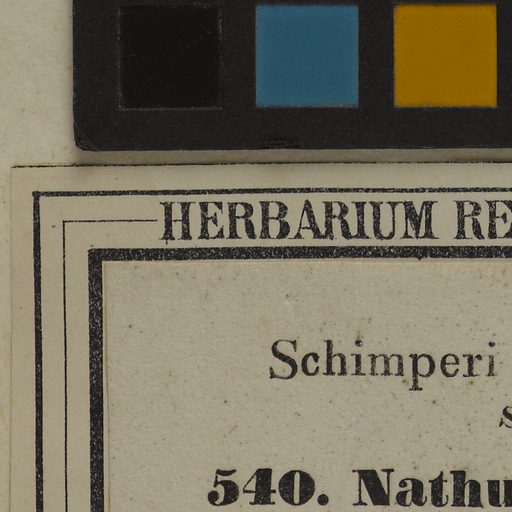 HERBARIUM RE
Schimperi
s
540. Nathu